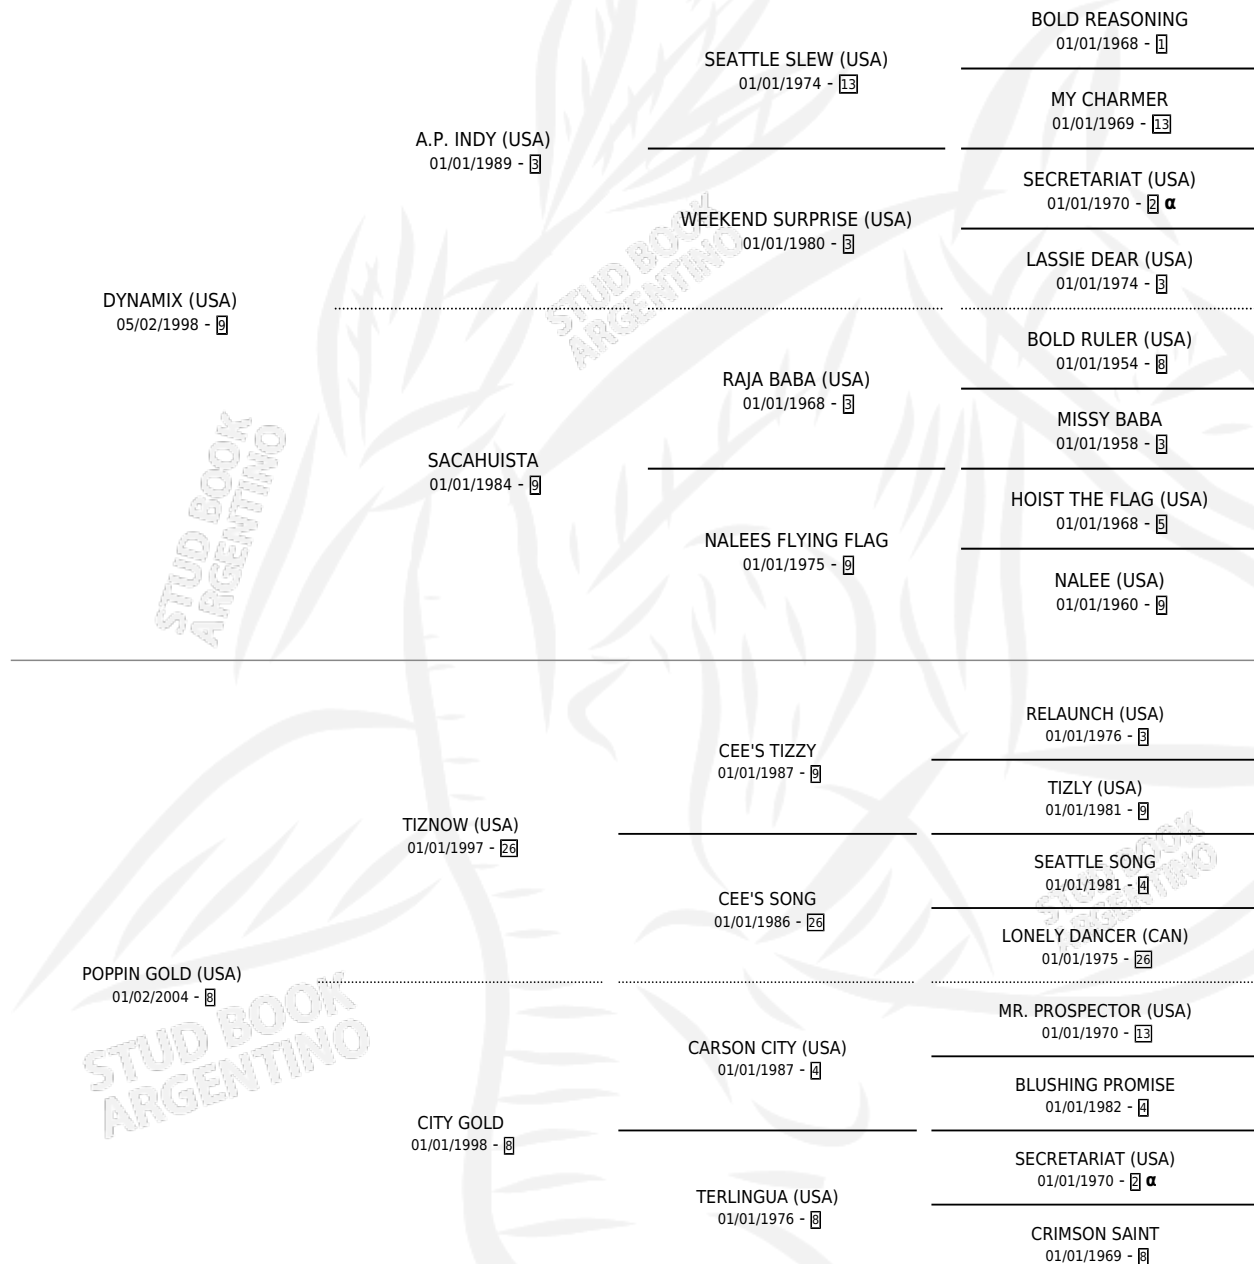 BOLD REASONING
01/01/1968 - 1
SEATTLE SLEW (USA)
01/01/1974 - 13
MY CHARMER
01/01/1969 - 13
A.P. INDY (USA)
01/01/1989 - 3
SECRETARIAT (USA)
01/01/1970 - 2 α
WEEKEND SURPRISE (USA)
01/01/1980 - 3
LASSIE DEAR (USA)
01/01/1974 - 3
DYNAMIX (USA)
05/02/1998 - 9
STUD BOOK
ARGENTINO
BOLD RULER (USA)
01/01/1954 - 8
RAJA BABA (USA)
01/01/1968 - 3
MISSY BABA
01/01/1958 - 3
SACAHUISTA
01/01/1984 - 9
HOIST THE FLAG (USA)
01/01/1968 - 5
NALEES FLYING FLAG
01/01/1975 - 9
NALEE (USA)
01/01/1960 - 9
STUD BOOK
ARGENTINO
RELAUNCH (USA)
01/01/1976 - 3
CEE'S TIZZY
01/01/1987 - 9
TIZLY (USA)
01/01/1981 - 9
TIZNOW (USA)
01/01/1997 - 26
SEATTLE SONG
01/01/1981 - 4
CEE'S SONG
01/01/1986 - 26
LONELY DANCER (CAN)
01/01/1975 - 26
STUD BOOK
ARGENTINO
POPPIN GOLD (USA)
01/02/2004 - 8
STUD BOOK
ARGENTINO
MR. PROSPECTOR (USA)
01/01/1970 - 13
CARSON CITY (USA)
01/01/1987 - 4
BLUSHING PROMISE
01/01/1982 - 4
CITY GOLD
01/01/1998 - 8
SECRETARIAT (USA)
01/01/1970 - 2 α
TERLINGUA (USA)
01/01/1976 - 8
CRIMSON SAINT
01/01/1969 - 8